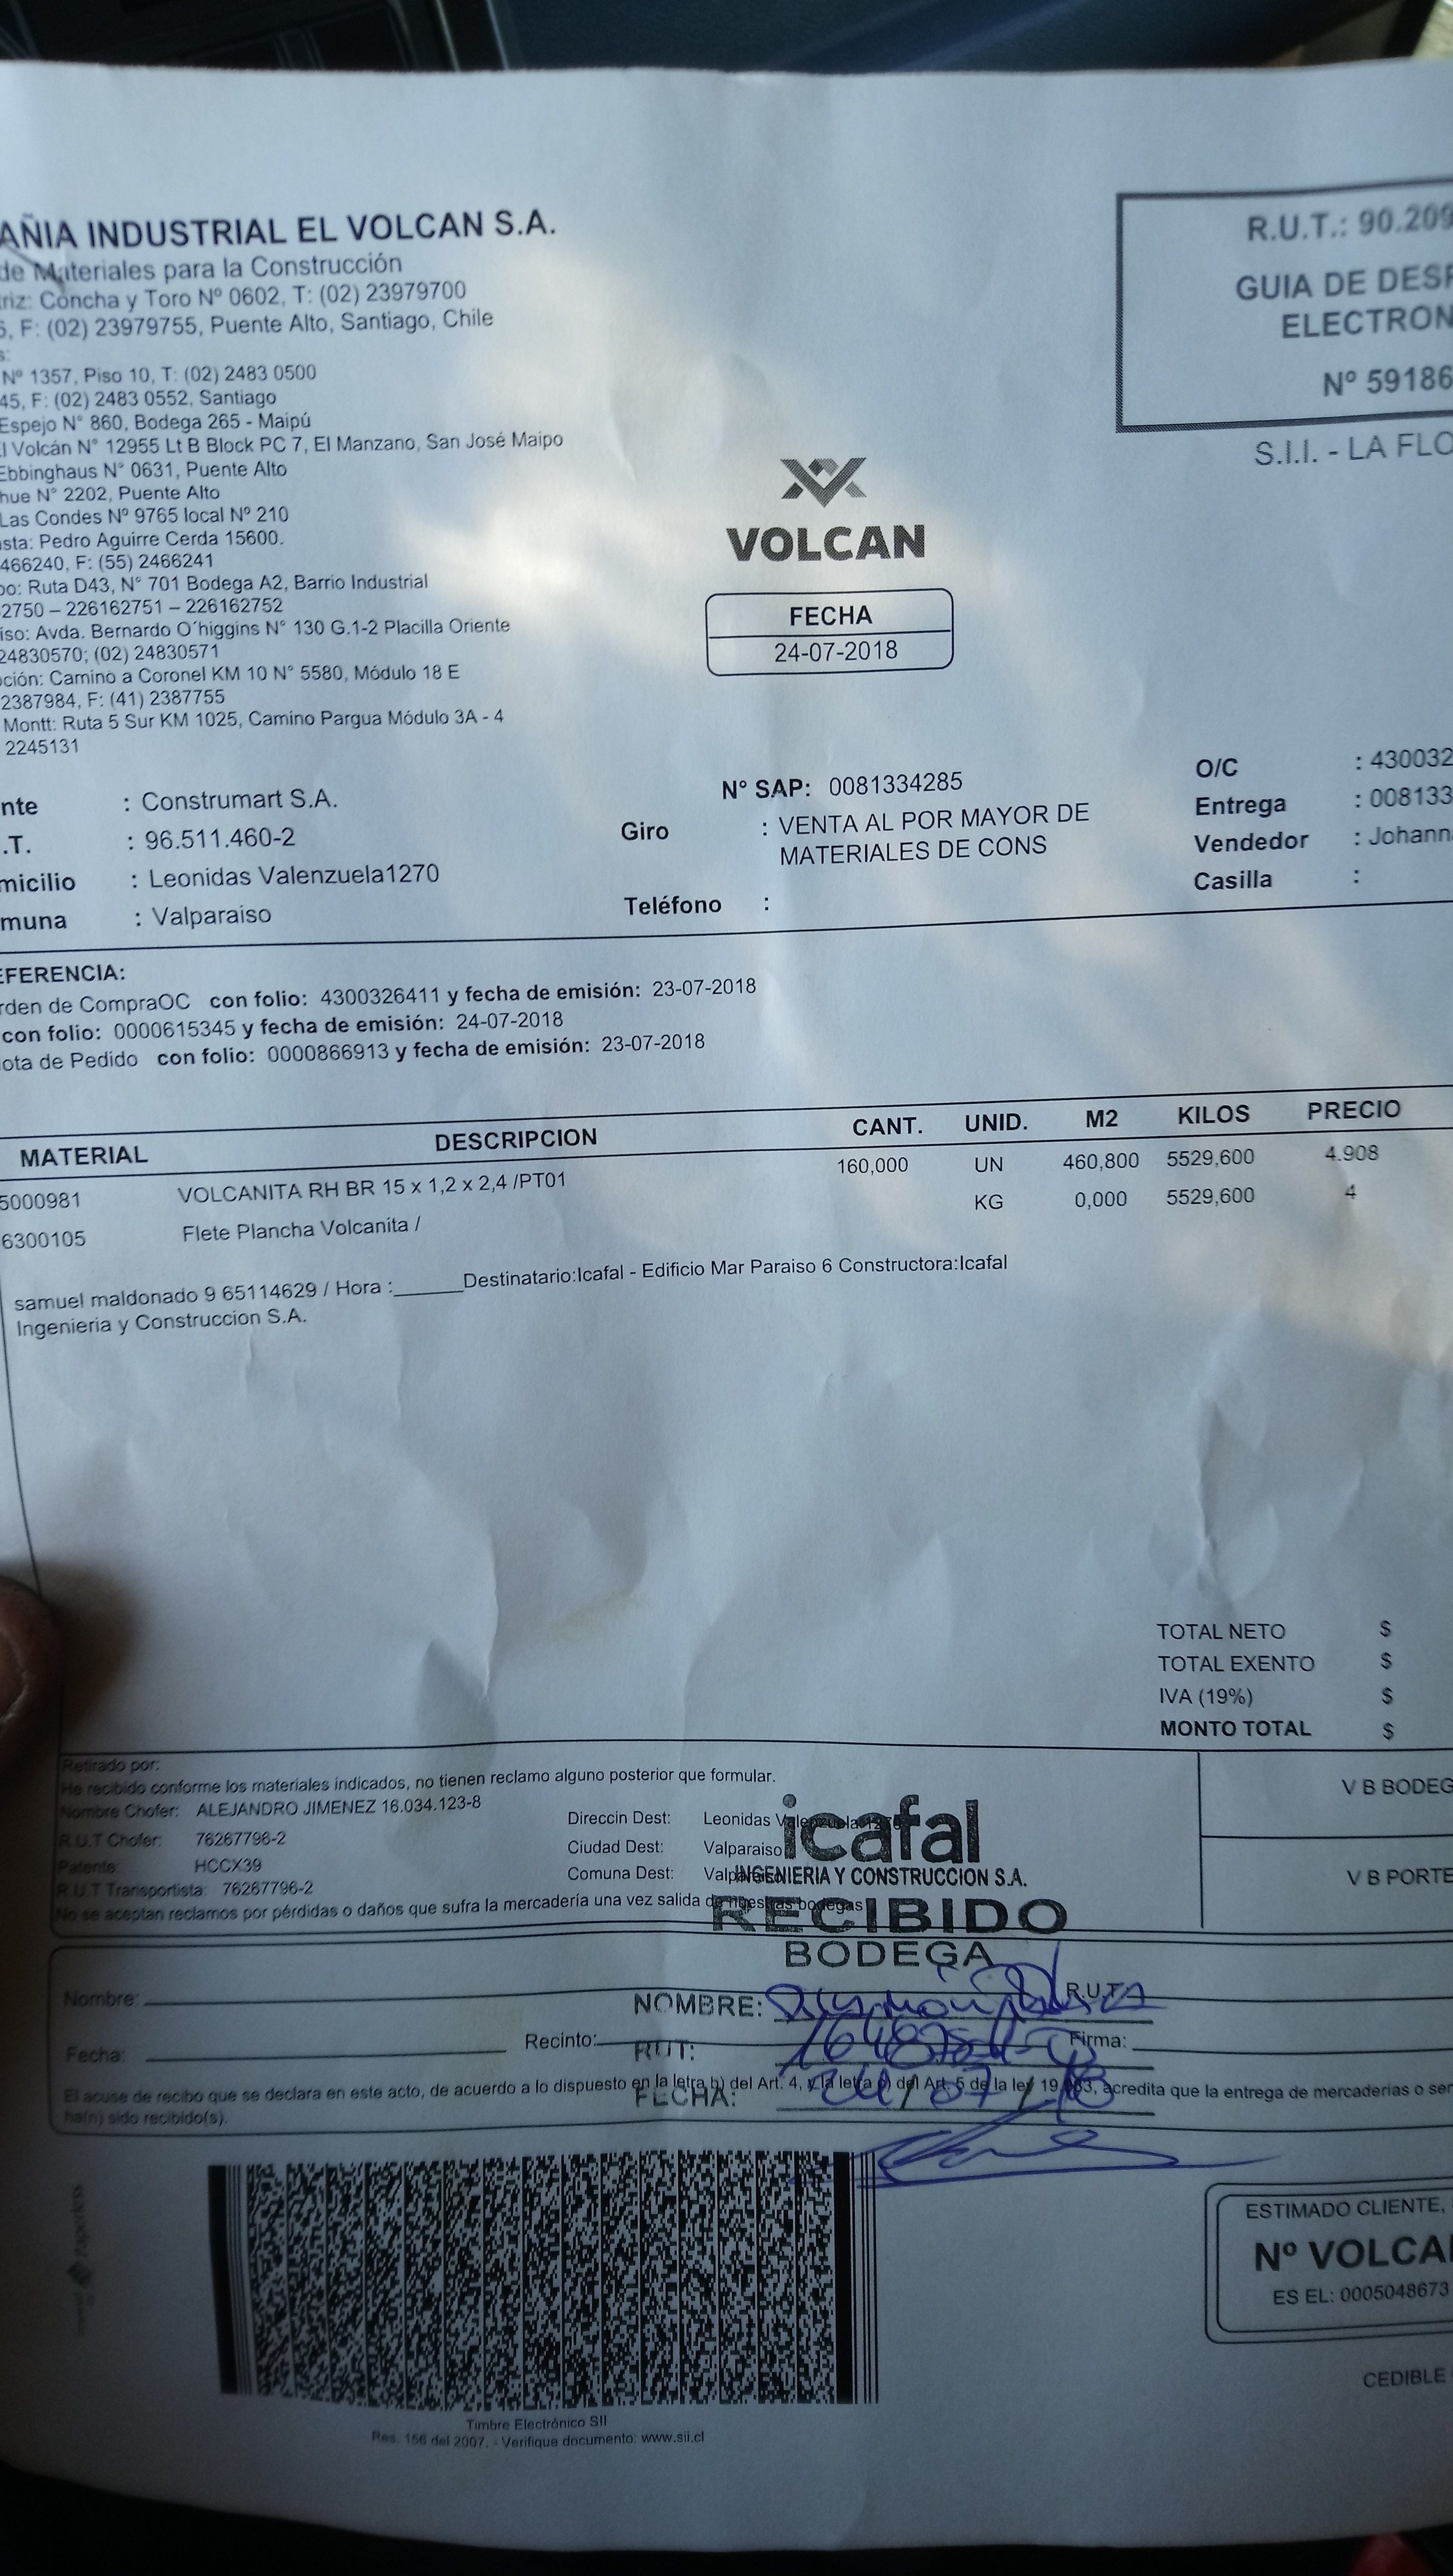 AÑIA INDUSTRIAL EL VOLCAN S.A.
de Materiales para la Construcción
riz: Concha y Toro Nº 0602, T: (02) 23979700
, F: (02) 23979755, Puente Alto, Santiago, Chile
s:
Nº 1357, Piso 10, T: (02) 2483 0500
45, F: (02) 2483 0552, Santiago
Espejo N° 860, Bodega 265 - Maipú
l Volcán N° 12955 Lt B Block PC 7, El Manzano, San José Maipo
Ebbinghaus N° 0631, Puente Alto
hue N° 2202, Puente Alto
Las Condes Nº 9765 local Nº 210
sta: Pedro Aguirre Cerda 15600.
466240, F: (55) 2466241
bo: Ruta D43, N° 701 Bodega A2, Barrio Industrial
2750 – 226162751 – 226162752
íso: Avda. Bernardo O´higgins N° 130 G.1-2 Placilla Oriente
24830570; (02) 24830571
ción: Camino a Coronel KM 10 N° 5580, Módulo 18 E
2387984, F: (41) 2387755
Montt: Ruta 5 Sur KM 1025, Camino Pargua Módulo 3A - 4
2245131
R.U.T.: 90.209
GUIA DE DESP
ELECTRON
Nº 59186
S.I.I. - LA FLO
VOLCAN
FECHA
24-07-2018
nte : Construmart S.A.
.T. : 96.511.460-2
micilio : Leonidas Valenzuela1270
muna : Valparaiso
N° SAP: 0081334285
Giro : VENTA AL POR MAYOR DE
MATERIALES DE CONS
Teléfono :
O/C : 430032
Entrega : 008133
Vendedor : Johann
Casilla :
EFERENCIA:
rden de CompraOC con folio: 4300326411 y fecha de emisión: 23-07-2018
con folio: 0000615345 y fecha de emisión: 24-07-2018
ota de Pedido con folio: 0000866913 y fecha de emisión: 23-07-2018
MATERIAL DESCRIPCION CANT. UNID. M2 KILOS PRECIO
5000981 VOLCANITA RH BR 15 x 1,2 x 2,4 /PT01 160,000 UN 460,800 5529,600 4.908
6300105 Flete Plancha Volcanita / KG 0,000 5529,600 4
samuel maldonado 9 65114629 / Hora :______Destinatario:Icafal - Edificio Mar Paraiso 6 Constructora:Icafal
Ingenieria y Construccion S.A.
TOTAL NETO $
TOTAL EXENTO $
IVA (19%) $
MONTO TOTAL $
Retirado por:
He recibido conforme los materiales indicados, no tienen reclamo alguno posterior que formular.
Nombre Chofer: ALEJANDRO JIMENEZ 16.034.123-8
R.U.T Chofer: 76267796-2
Patente: HCCX39
R.U.T Transportista: 76267796-2
No se aceptan reclamos por pérdidas o daños que sufra la mercadería una vez salida de nuestras bodegas
Direccin Dest: Leonidas Valenzuela
Ciudad Dest: Valparaiso
Comuna Dest: Valparaiso
V B BODEG
V B PORTE
icafal
INGENIERIA Y CONSTRUCCION S.A.
RECIBIDO
BODEGA
NOMBRE:
RUT:
FECHA: 24/07/18
Nombre:
R.U.T
Fecha:
Recinto:
Firma:
El acuse de recibo que se declara en este acto, de acuerdo a lo dispuesto en la letra b) del Art. 4, y la letra c) del Art. 5 de la ley 19.983, acredita que la entrega de mercaderias o ser
ha(n) sido recibido(s).
Timbre Electrónico SII
Res. 156 del 2007. - Verifique documento: www.sii.cl
ESTIMADO CLIENTE,
Nº VOLCA
ES EL: 0005048673
CEDIBLE